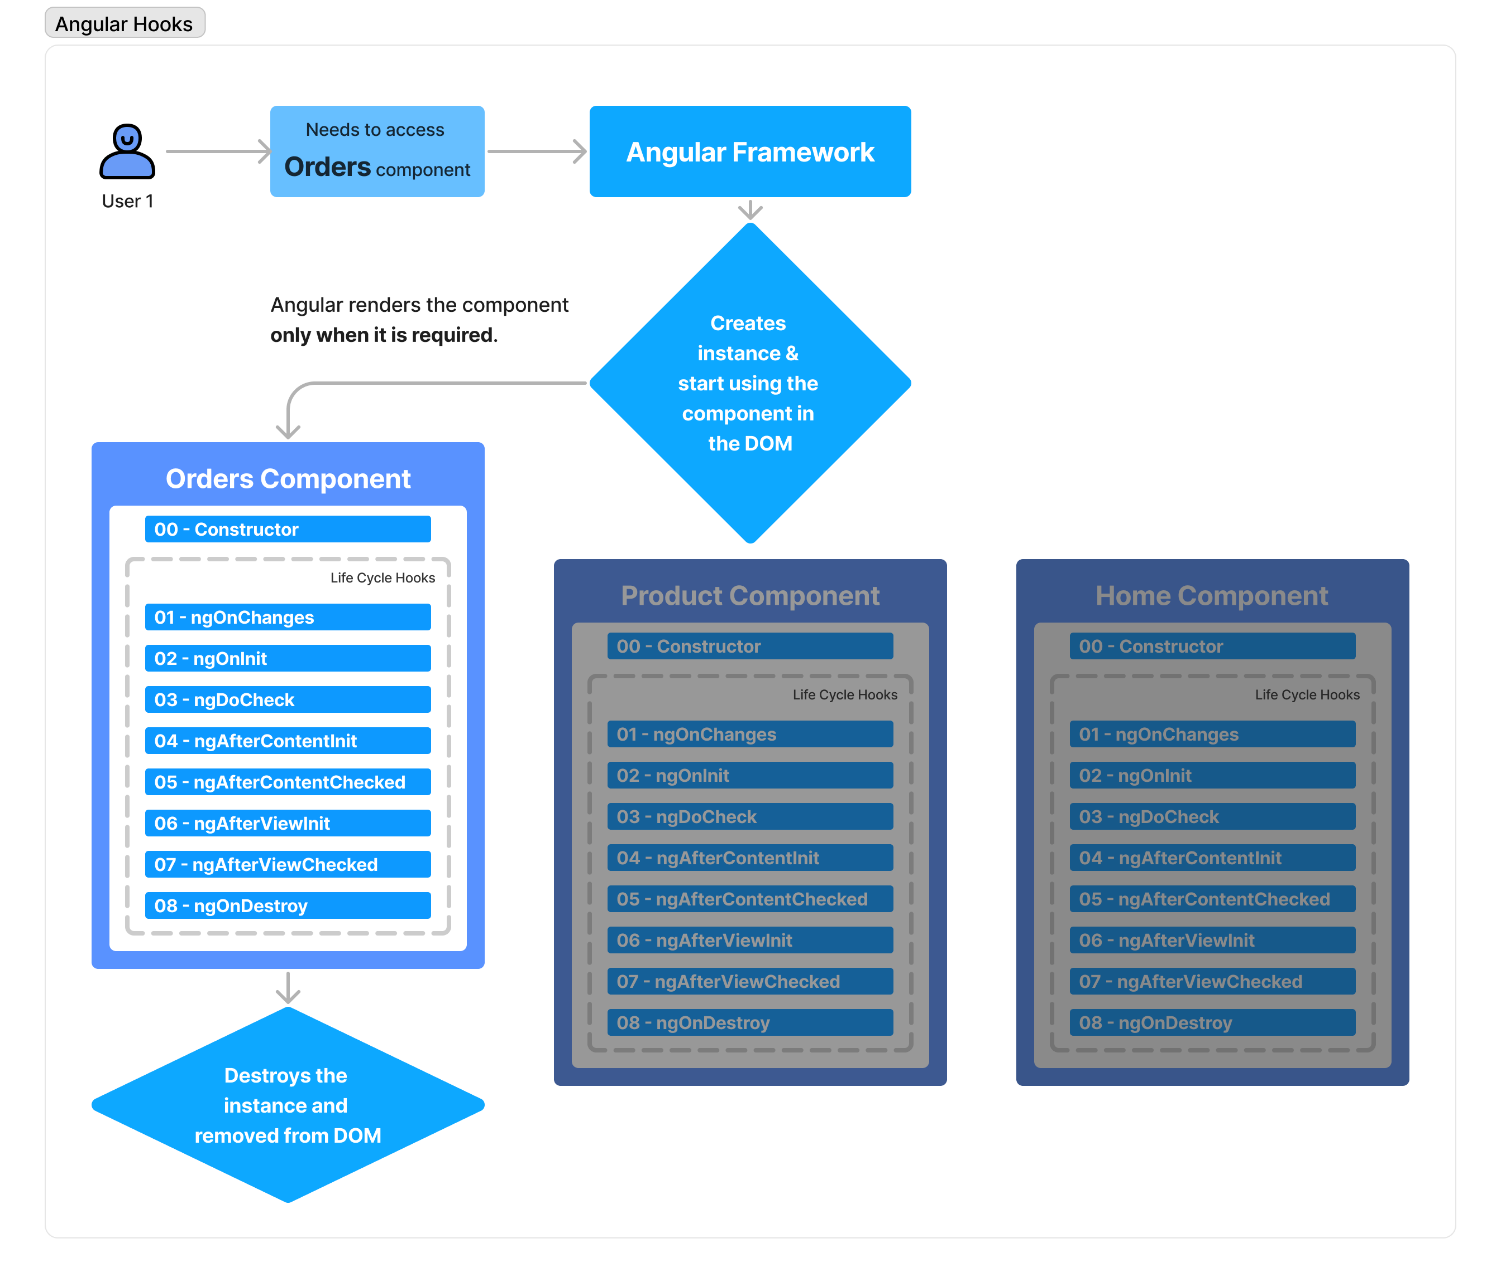 Angular Hooks
User 1
Needs to access
Orders component
Angular Framework
Angular renders the component
only when it is required.
Creates
instance &
start using the
component in
the DOM
Orders Component
00 - Constructor
Life Cycle Hooks
01 - ngOnChanges
02 - ngOnInit
03 - ngDoCheck
04 - ngAfterContentInit
05 - ngAfterContentChecked
06 - ngAfterViewInit
07 - ngAfterViewChecked
08 - ngOnDestroy
Destroys the
instance and
removed from DOM
Product Component
00 - Constructor
Life Cycle Hooks
01 - ngOnChanges
02 - ngOnInit
03 - ngDoCheck
04 - ngAfterContentInit
05 - ngAfterContentChecked
06 - ngAfterViewInit
07 - ngAfterViewChecked
08 - ngOnDestroy
Home Component
00 - Constructor
Life Cycle Hooks
01 - ngOnChanges
02 - ngOnInit
03 - ngDoCheck
04 - ngAfterContentInit
05 - ngAfterContentChecked
06 - ngAfterViewInit
07 - ngAfterViewChecked
08 - ngOnDestroy